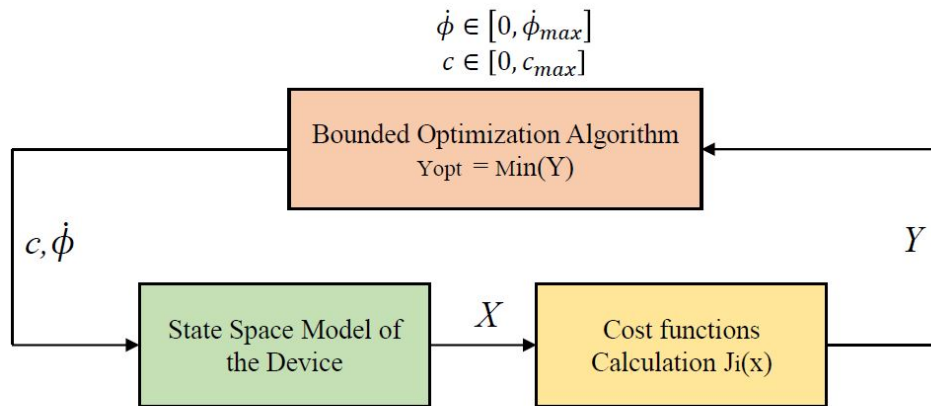 ϕ̇ ∈ [0, ϕ̇max]
c ∈ [0, cmax]
Bounded Optimization Algorithm
Yopt = Min(Y)
c, ϕ̇
Y
State Space Model of
the Device
X
Cost functions
Calculation Ji(x)